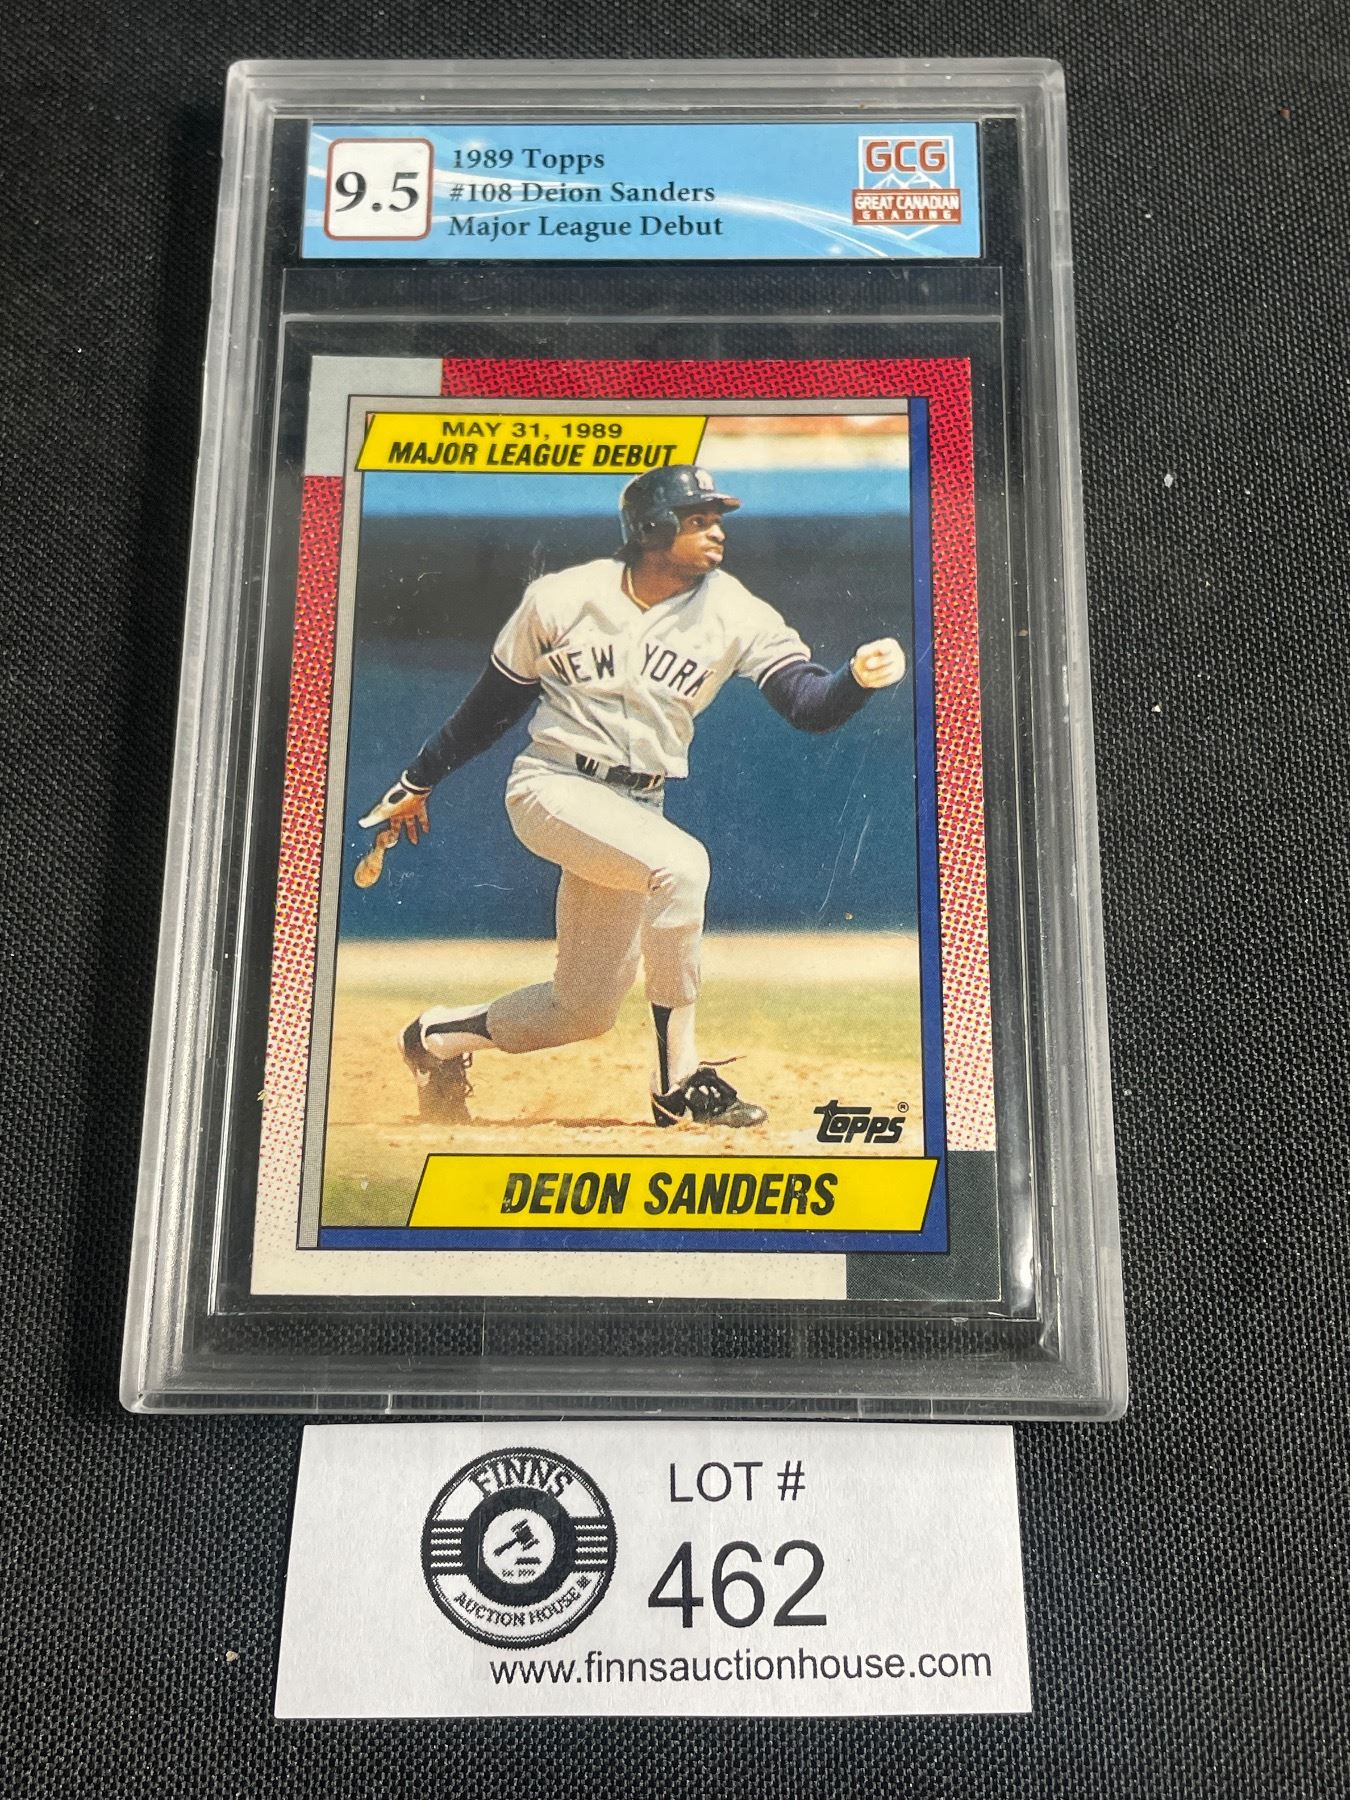 9.5
1989 Topps
#108 Deion Sanders
Major League Debut
GCG
GREAT CANADIAN
GRADING
MAY 31, 1989
MAJOR LEAGUE DEBUT
NY
NEW YORK
TOPPS®
DEION SANDERS
FINNS
AUCTION HOUSE
LOT #
462
www.finnsauctionhouse.com